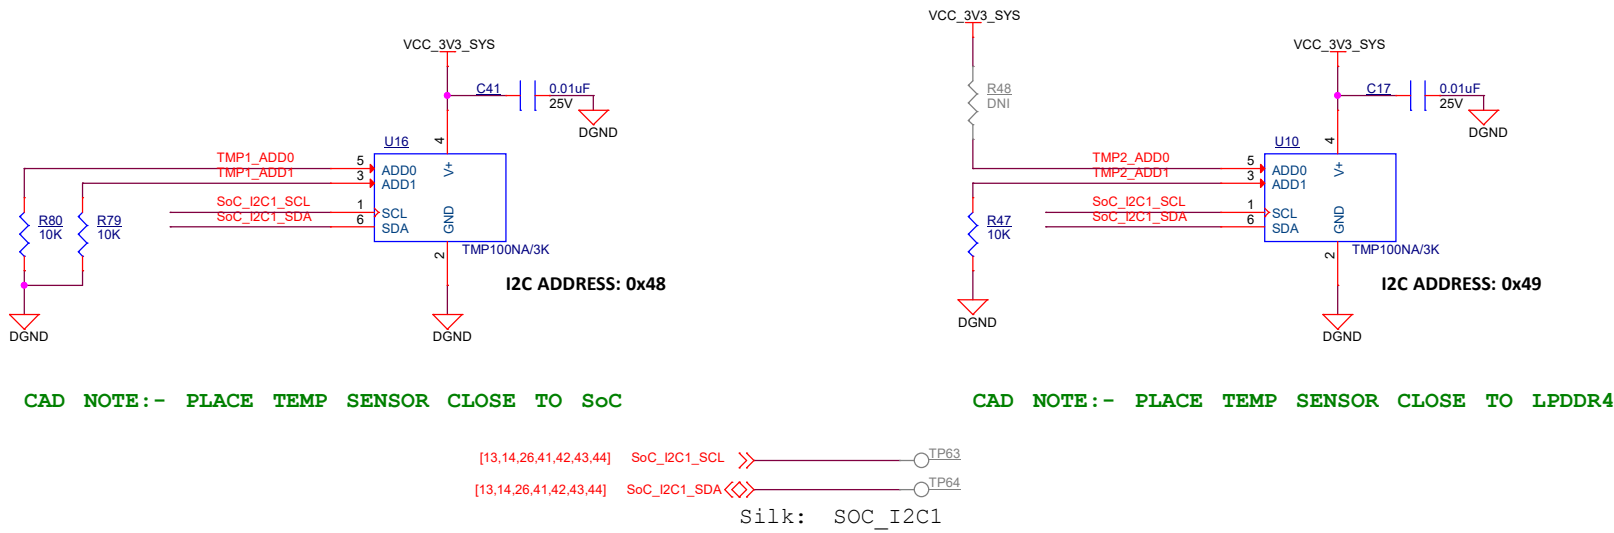 VCC_3V3_SYS
C41
0.01uF
25V
DGND
U16
4
TMP1_ADD0
5
ADD0
V+
TMP1_ADD1
3
ADD1
SoC_I2C1_SCL
1
SCL
SoC_I2C1_SDA
6
SDA
GND
R80
10K
R79
10K
2
TMP100NA/3K
I2C ADDRESS: 0x48
DGND
DGND
VCC_3V3_SYS
R48
DNI
VCC_3V3_SYS
C17
0.01uF
25V
DGND
U10
4
TMP2_ADD0
5
ADD0
V+
TMP2_ADD1
3
ADD1
SoC_I2C1_SCL
1
SCL
SoC_I2C1_SDA
6
SDA
GND
R47
10K
2
TMP100NA/3K
I2C ADDRESS: 0x49
DGND
DGND
CAD NOTE:- PLACE TEMP SENSOR CLOSE TO SoC
CAD NOTE:- PLACE TEMP SENSOR CLOSE TO LPDDR4
[13,14,26,41,42,43,44] SoC_I2C1_SCL
TP63
[13,14,26,41,42,43,44] SoC_I2C1_SDA
TP64
Silk: SOC_I2C1